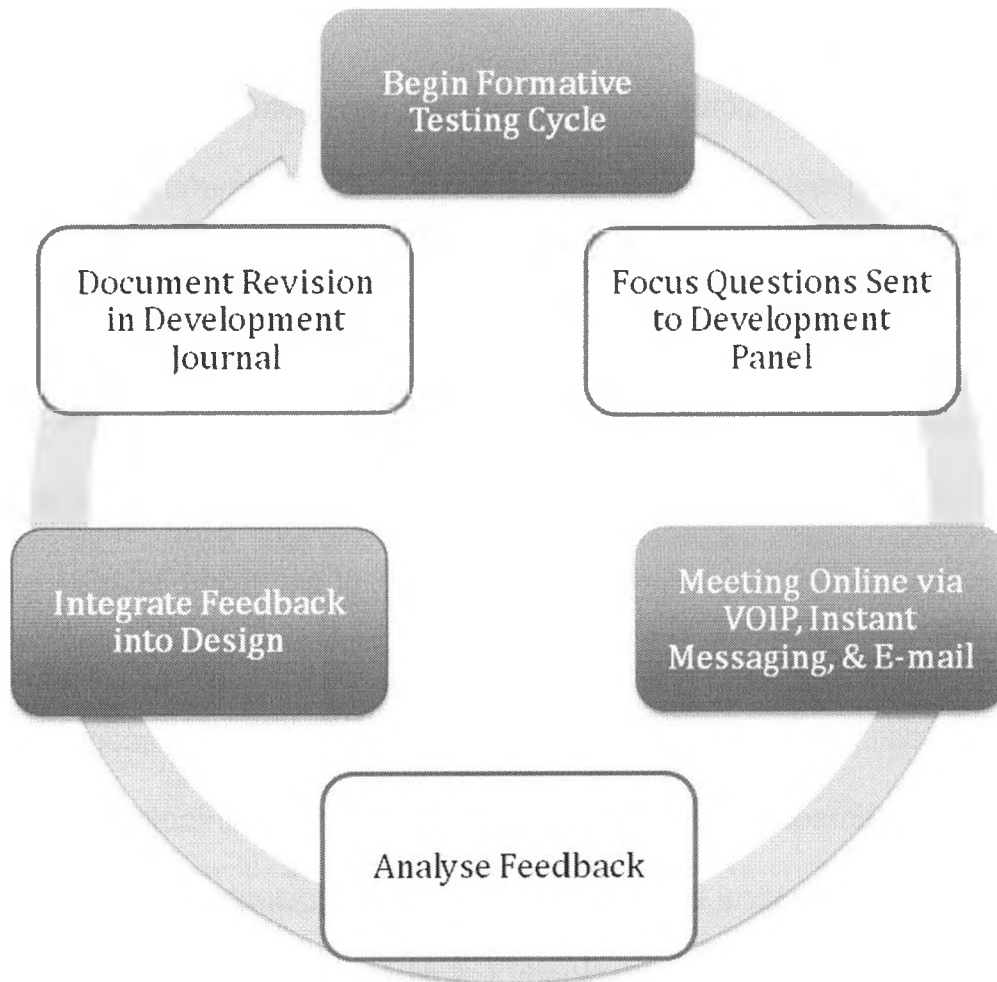 Begin Formative
Testing Cycle
Focus Questions Sent
to Development
Panel
Meeting Online via
VOIP, Instant
Messaging, & E-mail
Analyse Feedback
Integrate Feedback
into Design
Document Revision
in Development
Journal